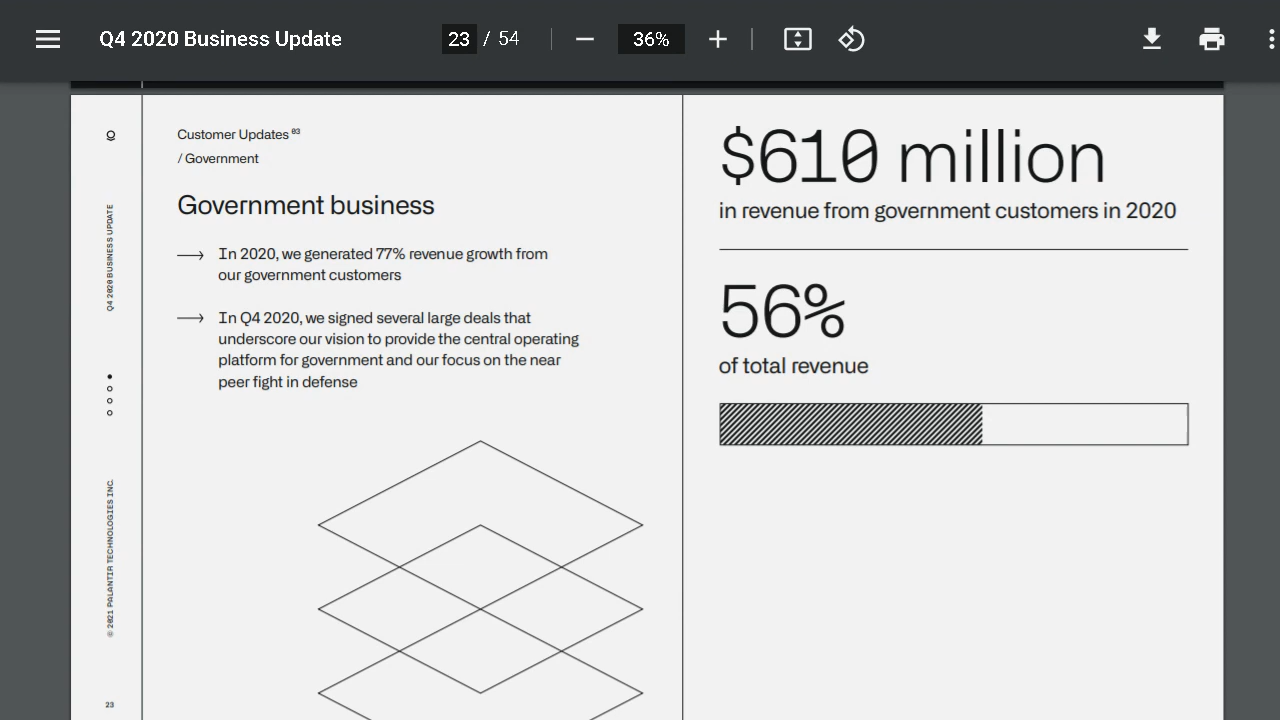 Q4 2020 Business Update
23 / 54
36%
Q4 2020 BUSINESS UPDATE
© 2021 PALANTIR TECHNOLOGIES INC.
23
Customer Updates 03
/ Government
Government business
In 2020, we generated 77% revenue growth from
our government customers
In Q4 2020, we signed several large deals that
underscore our vision to provide the central operating
platform for government and our focus on the near
peer fight in defense
$610 million
in revenue from government customers in 2020
56%
of total revenue